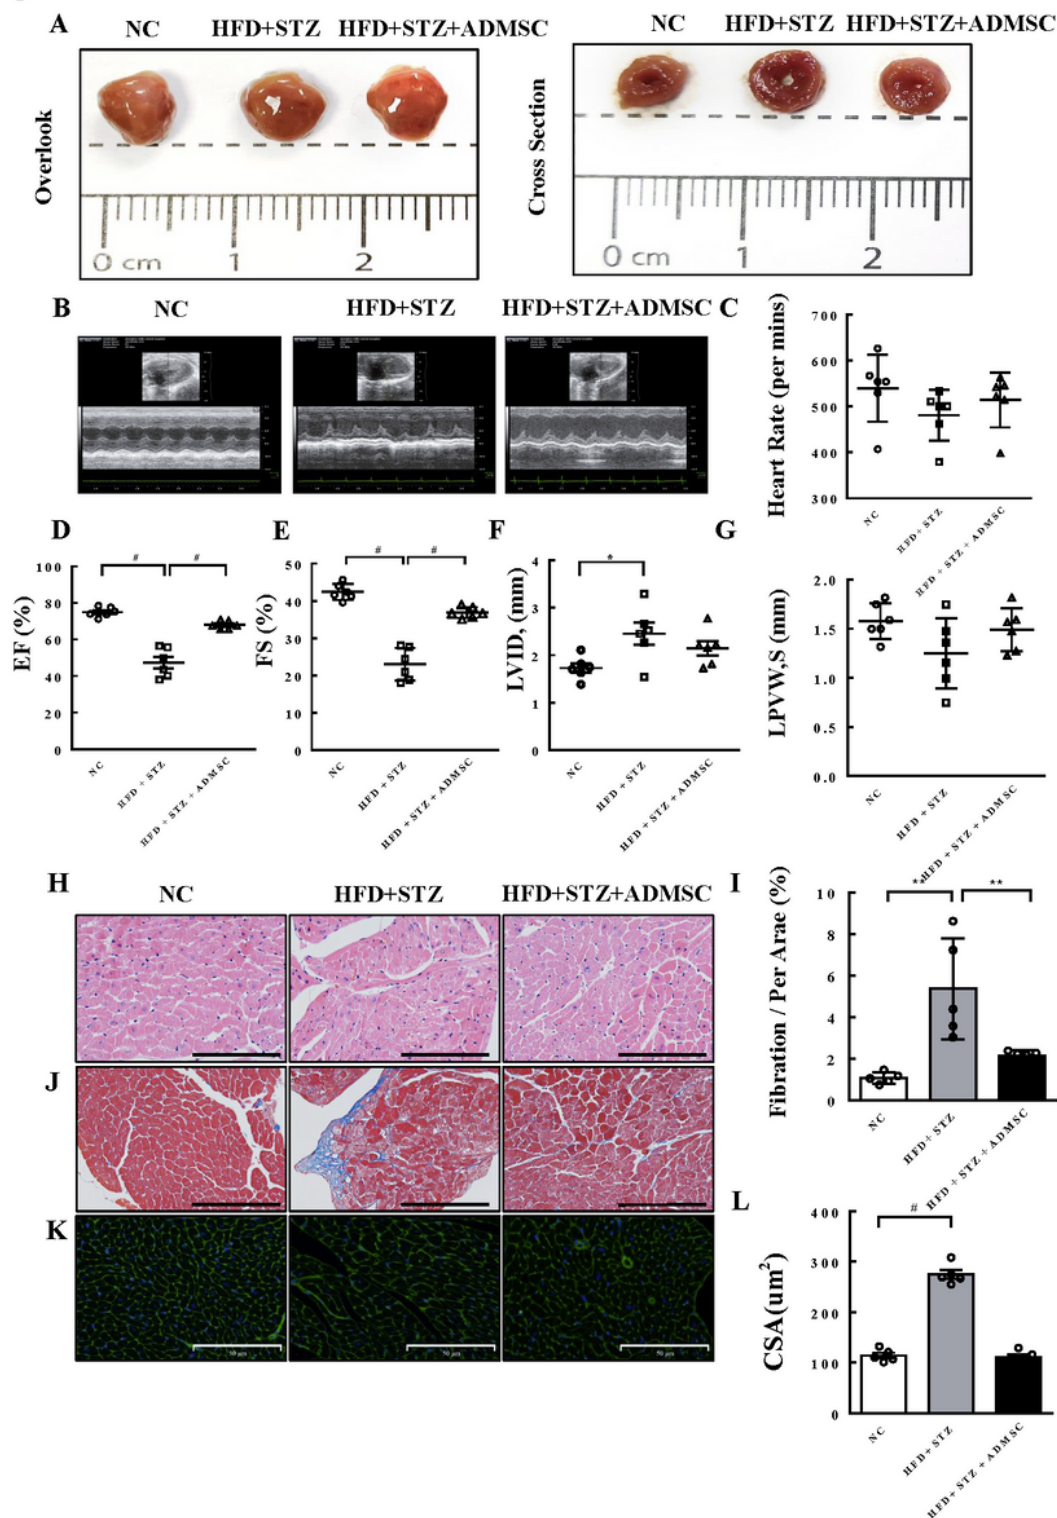 A
NC HFD+STZ HFD+STZ+ADMSC
Overlook
0 cm 1 2
NC HFD+STZ HFD+STZ+ADMSC
Cross Section
0 cm 1 2
B
NC HFD+STZ HFD+STZ+ADMSC
C
Heart Rate (per mins)
700
600
500
400
300
NC HFD+STZ HFD+STZ+ADMSC
D
EF (%)
100
80
60
40
20
0
# #
NC HFD+STZ HFD+STZ+ADMSC
E
FS (%)
50
40
30
20
10
0
# #
NC HFD+STZ HFD+STZ+ADMSC
F
LVID, (mm)
4
3
2
1
0
*
NC HFD+STZ HFD+STZ+ADMSC
G
LPVW,S (mm)
2.0
1.5
1.0
0.5
0.0
NC HFD+STZ HFD+STZ+ADMSC
H
NC HFD+STZ HFD+STZ+ADMSC
I
Fibration / Per Arae (%)
10
8
6
4
2
0
** **
NC HFD+STZ HFD+STZ+ADMSC
J
K
50 μm 50 μm 50 μm
L
CSA(um²)
400
300
200
100
0
#
NC HFD+STZ HFD+STZ+ADMSC